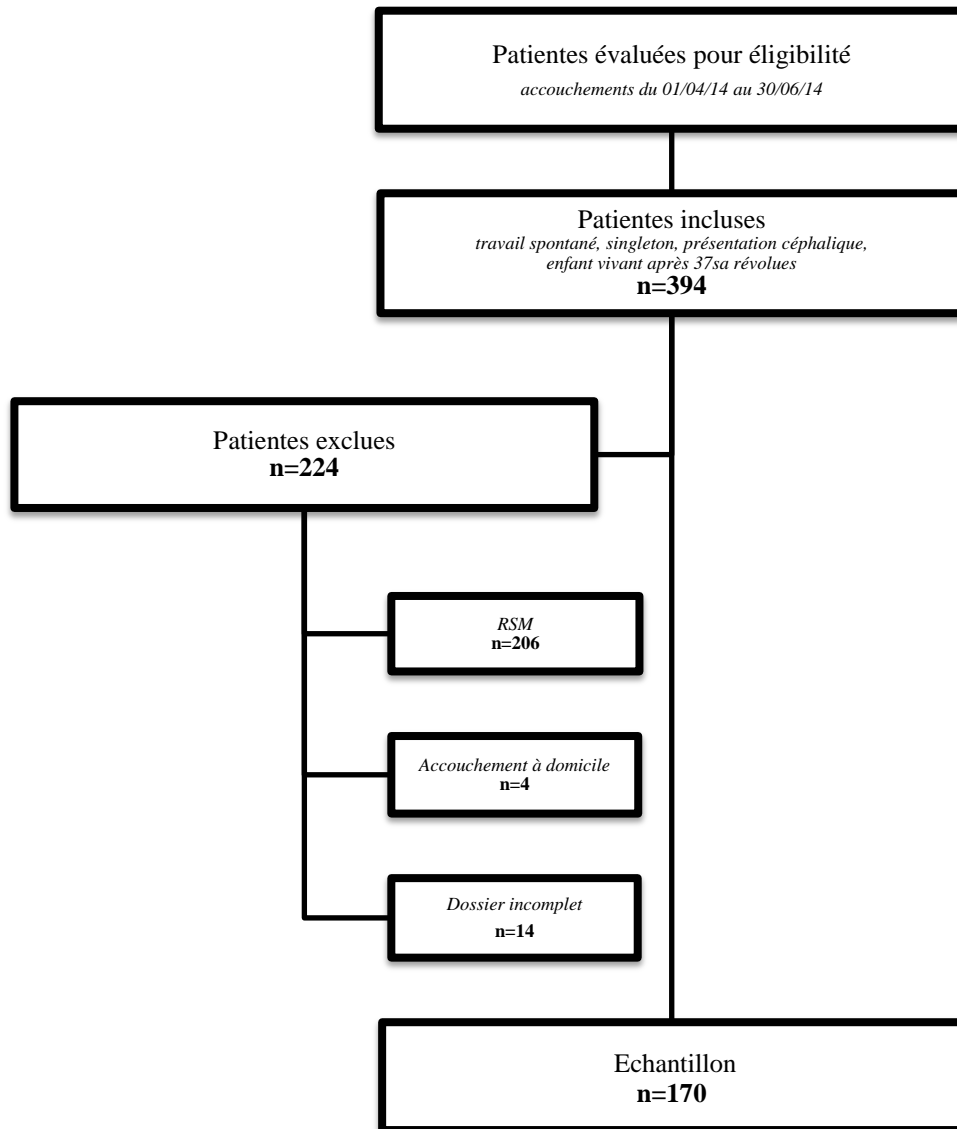 Patientes évaluées pour éligibilité
accouchements du 01/04/14 au 30/06/14
Patientes incluses
travail spontané, singleton, présentation céphalique,
enfant vivant après 37sa révolues
n=394
Patientes exclues
n=224
RSM
n=206
Accouchement à domicile
n=4
Dossier incomplet
n=14
Echantillon
n=170